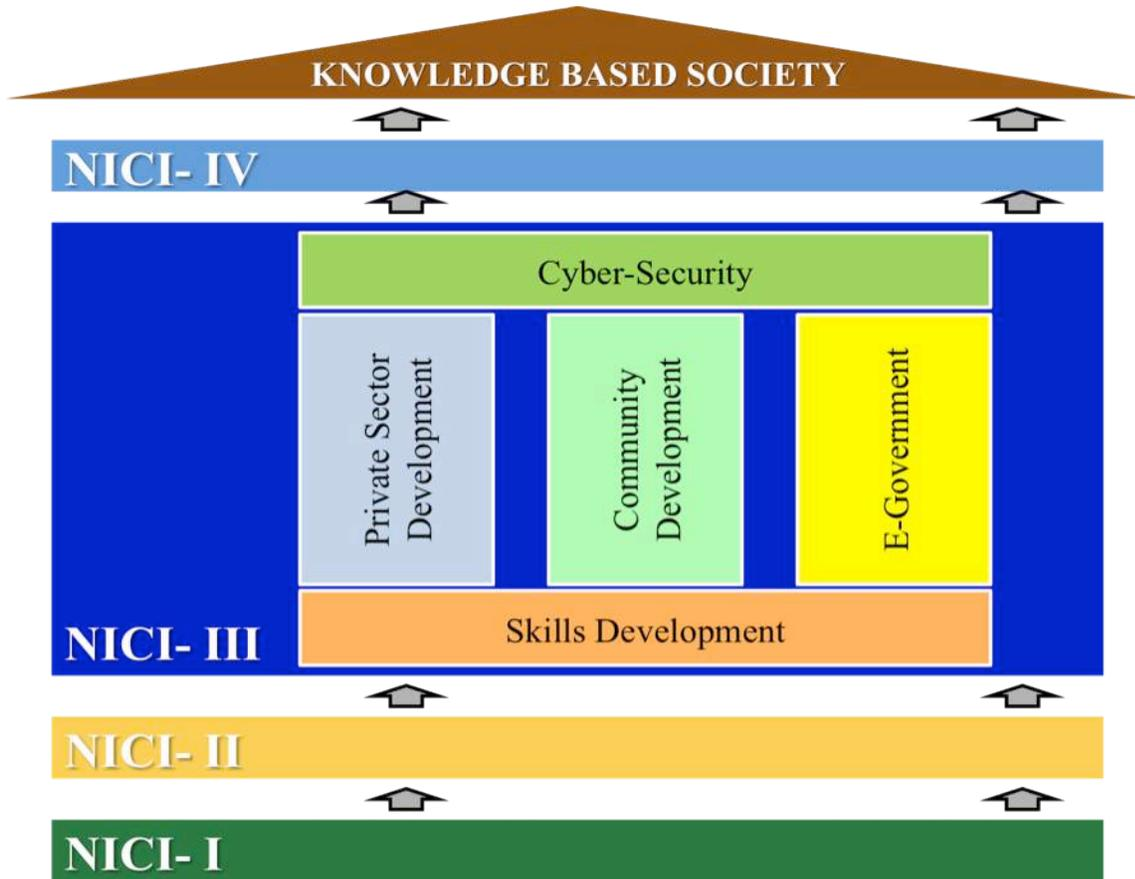 KNOWLEDGE BASED SOCIETY
NICI- IV
Cyber-Security
Private Sector
Development
Community
Development
E-Government
Skills Development
NICI- III
NICI- II
NICI- I